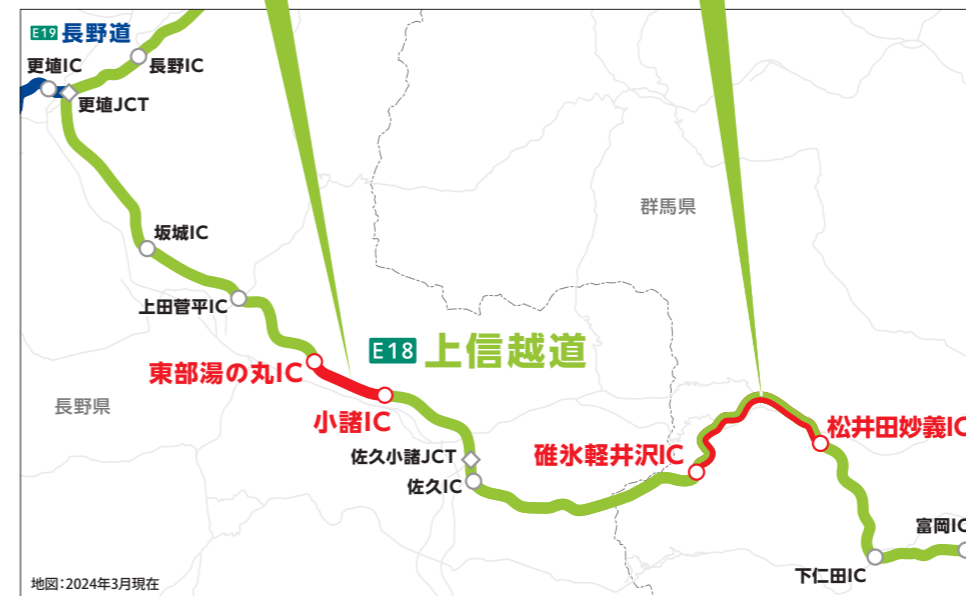 E19 長野道
更埴IC
長野IC
更埴JCT
群馬県
坂城IC
上田菅平IC
E18 上信越道
東部湯の丸IC
長野県
小諸IC
松井田妙義IC
佐久小諸JCT
碓氷軽井沢IC
佐久IC
富岡IC
下仁田IC
地図：2024年3月現在